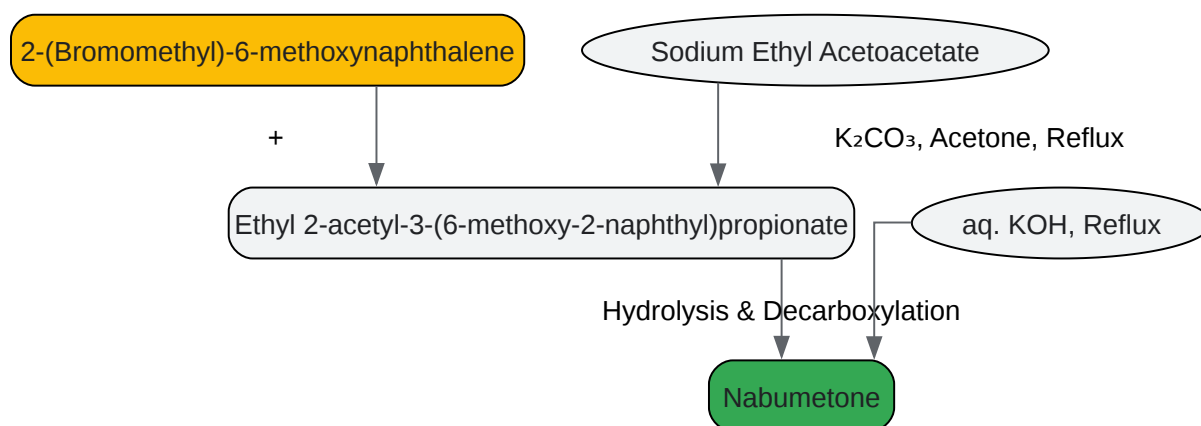 2-(Bromomethyl)-6-methoxynaphthalene
Sodium Ethyl Acetoacetate
+
K₂CO₃, Acetone, Reflux
Ethyl 2-acetyl-3-(6-methoxy-2-naphthyl)propionate
aq. KOH, Reflux
Hydrolysis & Decarboxylation
Nabumetone